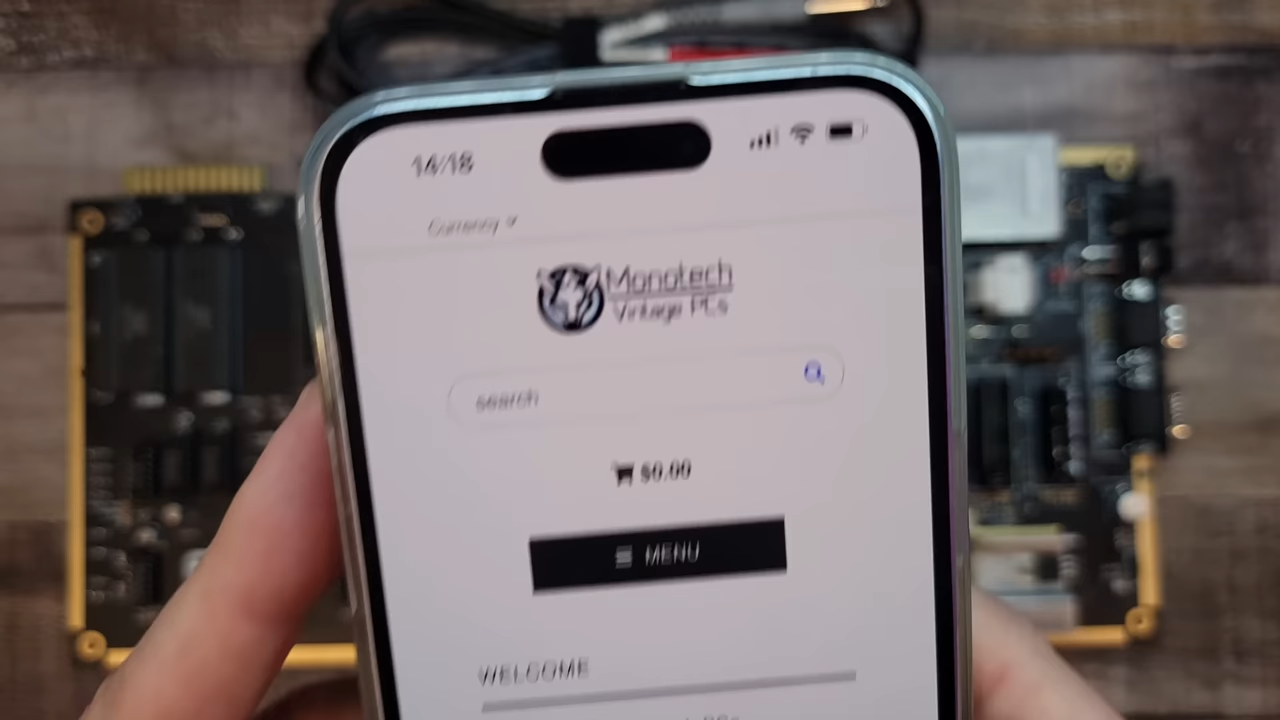 14:18
Currency
Monotech
Vintage PCs
search
$0.00
MENU
WELCOME